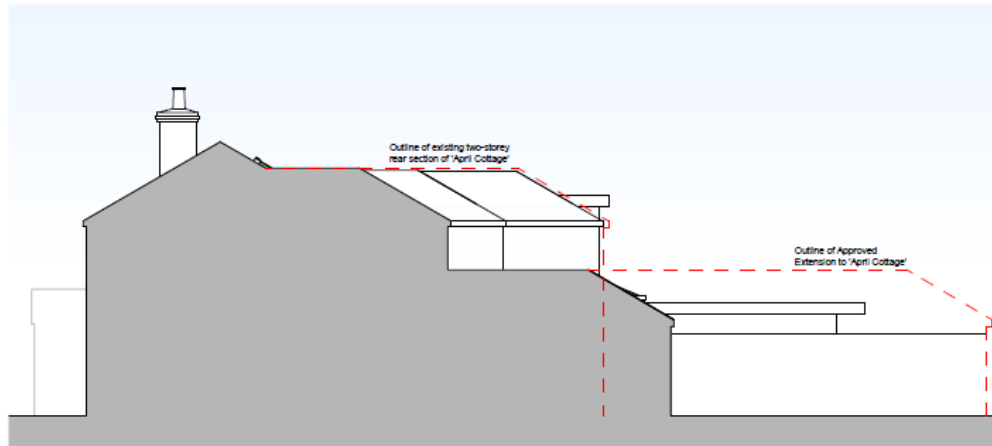 Outline of existing two-storey
rear section of 'April Cottage'
Outline of Approved
Extension to 'April Cottage'